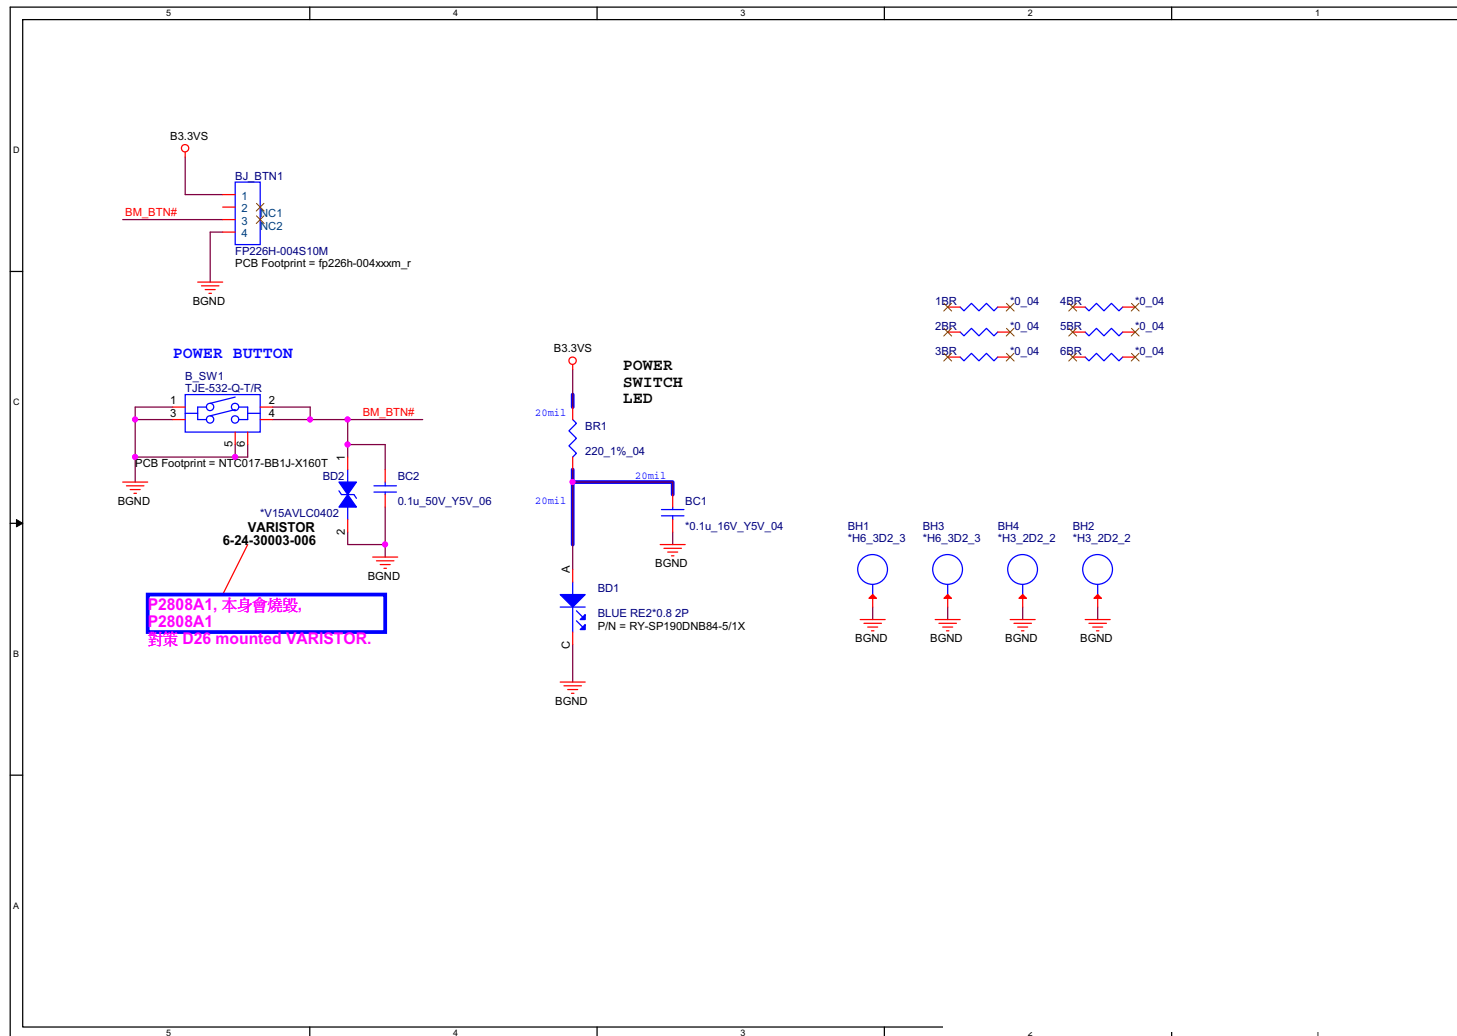 5 4 3 2 1
D
B3.3VS
BJ_BTN1
1
2
3
4
NC1
NC2
BM_BTN#
FP226H-004S10M
PCB Footprint = fp226h-004xxxm_r
BGND
1BR *0_04 4BR *0_04
2BR *0_04 5BR *0_04
3BR *0_04 6BR *0_04
C
POWER BUTTON
B_SW1
TJE-532-Q-T/R
1 2
3 4
5 6
BM_BTN#
PCB Footprint = NTC017-BB1J-X160T
BGND
1
BD2
2
*V15AVLC0402
VARISTOR
6-24-30003-006
BC2
0.1u_50V_Y5V_06
BGND
P2808A1, 本身會燒毀,
P2808A1
對策 D26 mounted VARISTOR.
B3.3VS
POWER
SWITCH
LED
20mil
BR1
220_1%_04
20mil
20mil
BC1
*0.1u_16V_Y5V_04
BGND
A
BD1
BLUE RE2*0.8 2P
P/N = RY-SP190DNB84-5/1X
C
BGND
BH1 BH3 BH4 BH2
*H6_3D2_3 *H6_3D2_3 *H3_2D2_2 *H3_2D2_2
BGND BGND BGND BGND
B
A
5 4 3